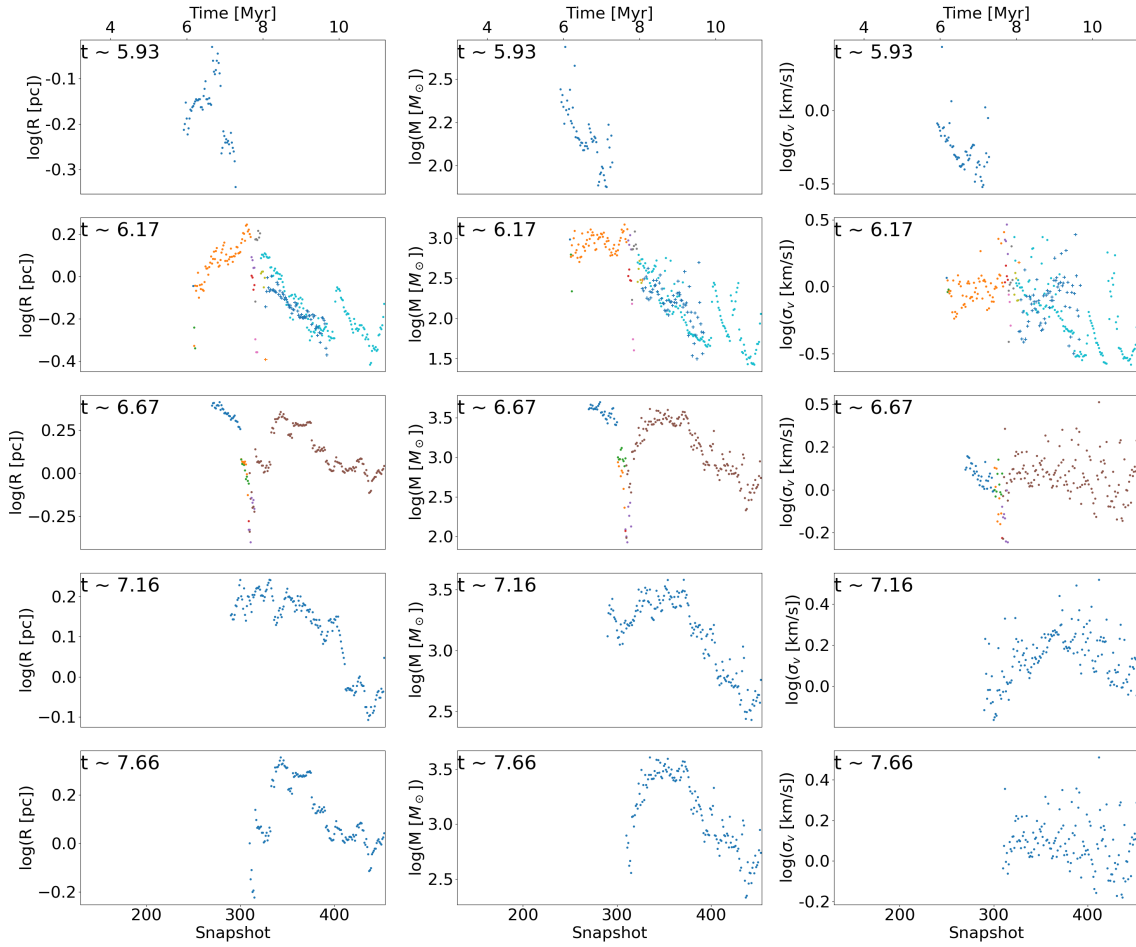 Time [Myr] Time [Myr] Time [Myr]
4 6 8 10 4 6 8 10 4 6 8 10
t ~ 5.93 t ~ 5.93 t ~ 5.93
log(R [pc]) log(M [M⊙]) log(σv [km/s])
−0.1 −0.2 −0.3
2.5 2.2 2.0
0.0 −0.5
t ~ 6.17 t ~ 6.17 t ~ 6.17
log(R [pc]) log(M [M⊙]) log(σv [km/s])
0.2 0.0 −0.2 −0.4
3.0 2.5 2.0 1.5
0.5 0.0 −0.5
t ~ 6.67 t ~ 6.67 t ~ 6.67
log(R [pc]) log(M [M⊙]) log(σv [km/s])
0.25 0.00 −0.25
3.5 3.0 2.5 2.0
0.5 0.2 0.0 −0.2
t ~ 7.16 t ~ 7.16 t ~ 7.16
log(R [pc]) log(M [M⊙]) log(σv [km/s])
0.2 0.1 0.0 −0.1
3.5 3.0 2.5
0.4 0.2 0.0
t ~ 7.66 t ~ 7.66 t ~ 7.66
log(R [pc]) log(M [M⊙]) log(σv [km/s])
0.2 0.0 −0.2
3.5 3.0 2.5
0.4 0.2 0.0 −0.2
200 300 400 200 300 400 200 300 400
Snapshot Snapshot Snapshot